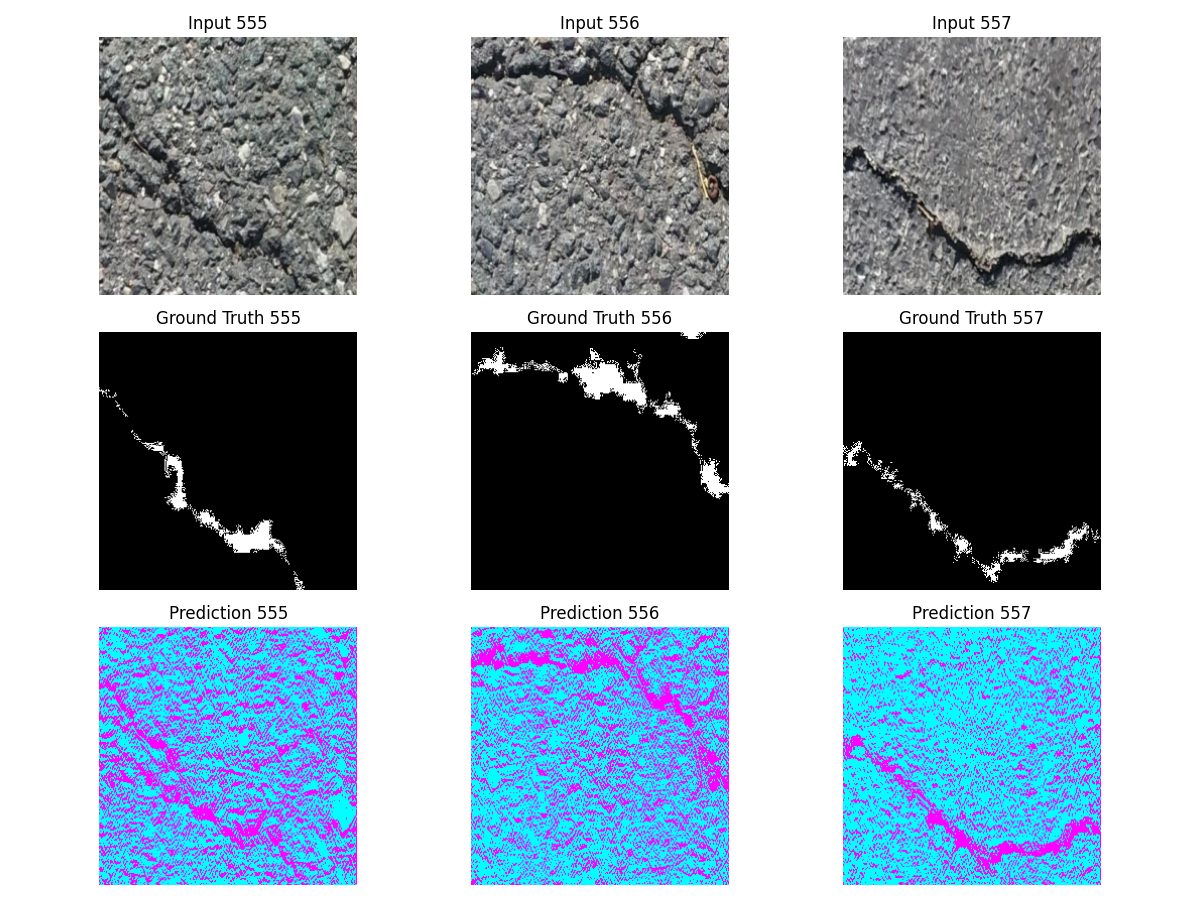 Input 555
Input 556
Input 557
Ground Truth 555
Ground Truth 556
Ground Truth 557
Prediction 555
Prediction 556
Prediction 557